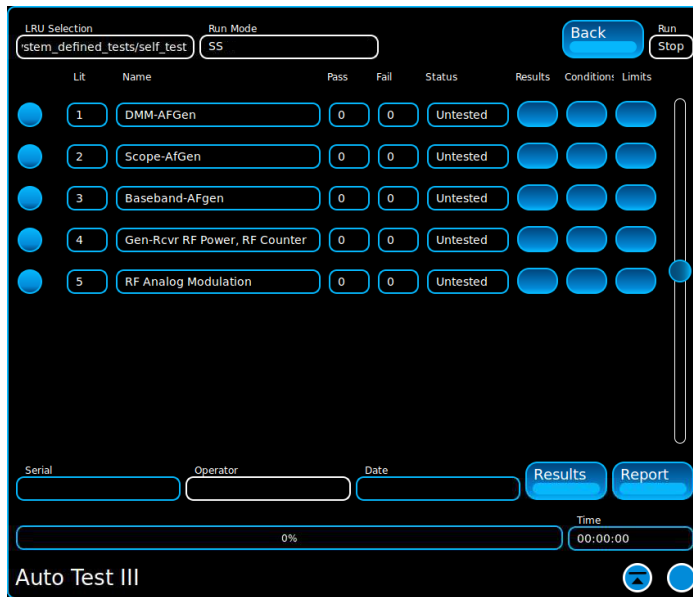 LRU Selection Run Mode Back Run
stem_defined_tests/self_test SS Stop
Lit Name Pass Fail Status Results Conditions Limits
1 DMM-AFGen 0 0 Untested
2 Scope-AfGen 0 0 Untested
3 Baseband-AFgen 0 0 Untested
4 Gen-Rcvr RF Power, RF Counter 0 0 Untested
5 RF Analog Modulation 0 0 Untested
Serial Operator Date Results Report
0% Time
00:00:00
Auto Test III